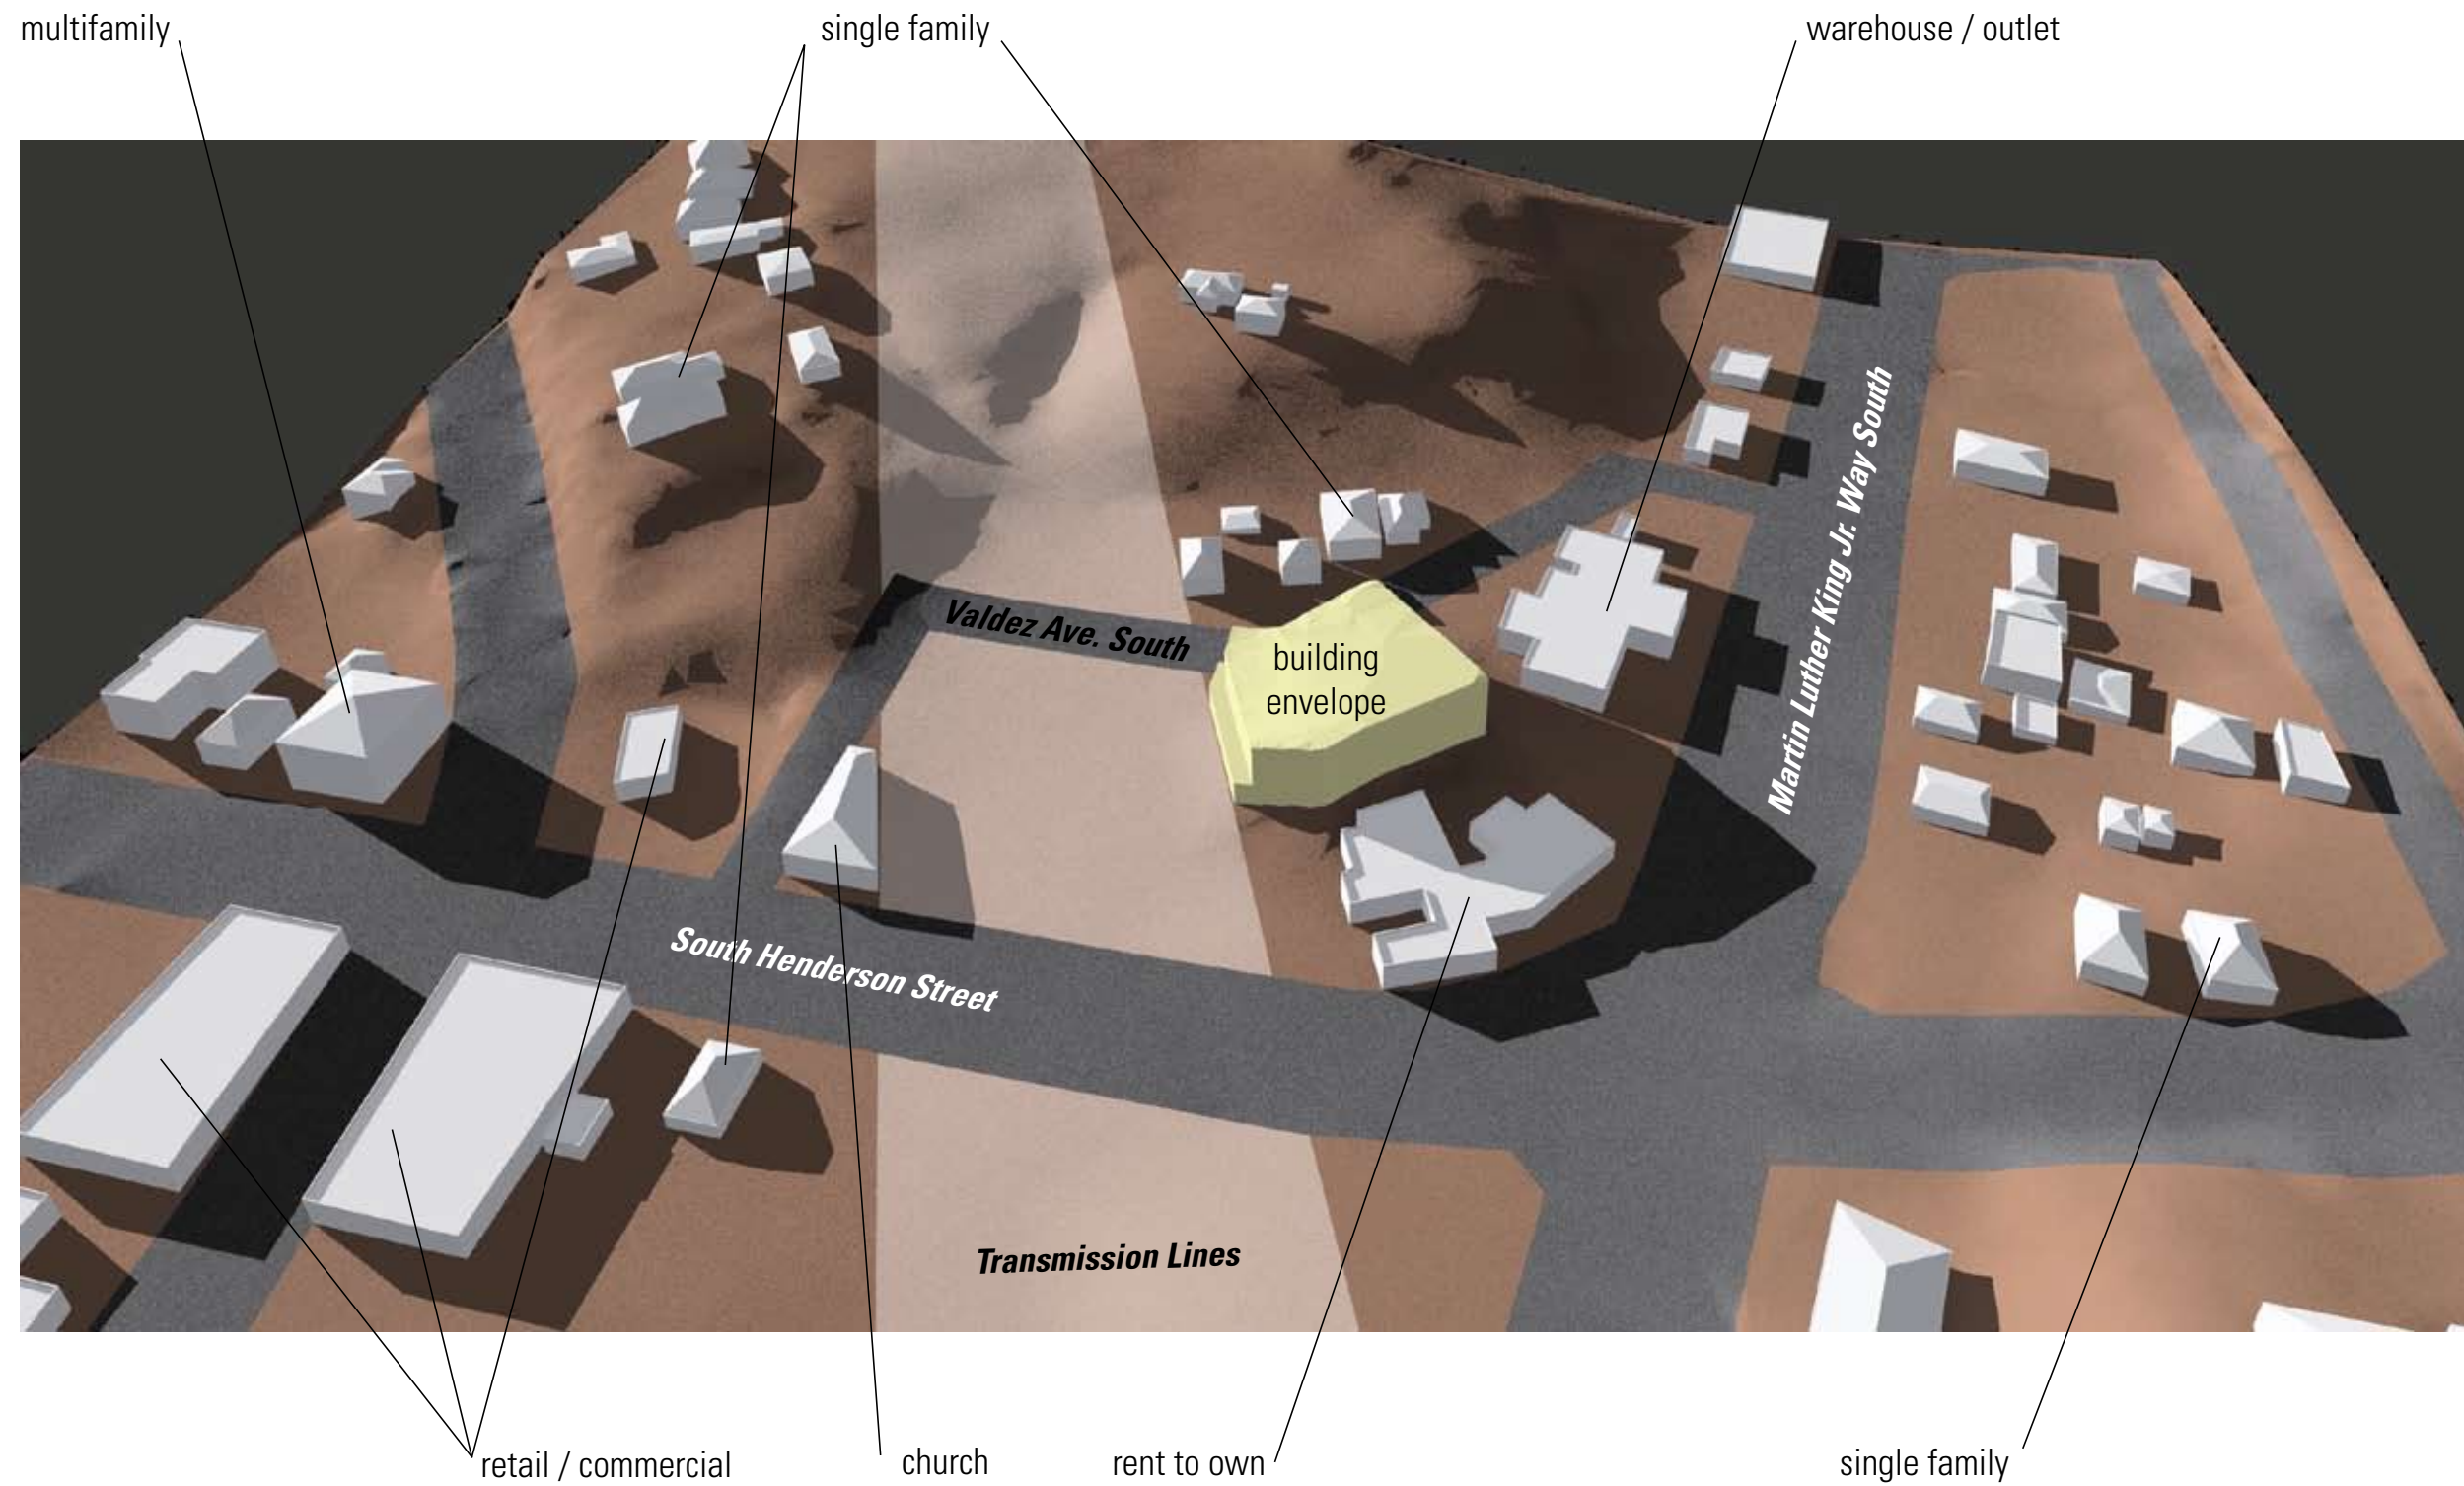 multifamily
single family
warehouse / outlet
Martin Luther King Jr. Way South
Valdez Ave. South
building
envelope
South Henderson Street
Transmission Lines
retail / commercial
church
rent to own
single family